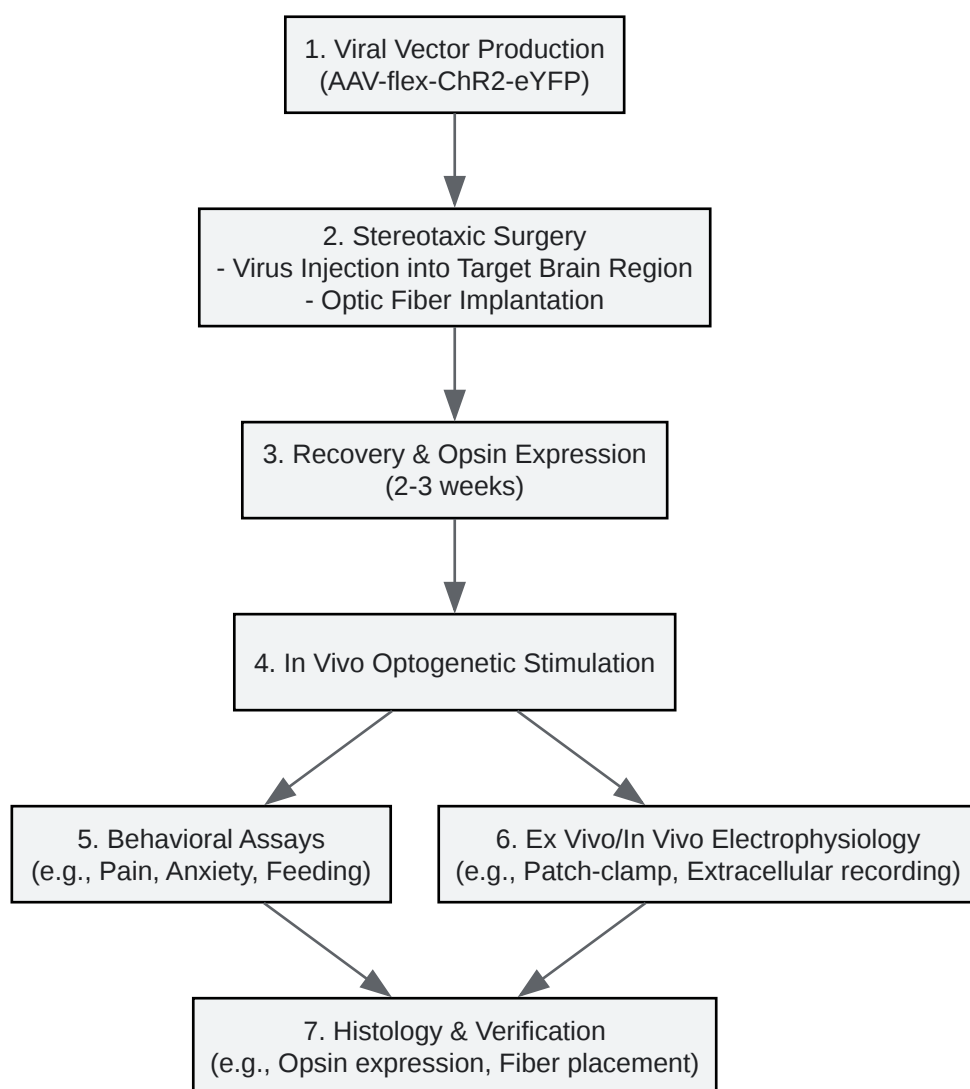 1. Viral Vector Production
(AAV-flex-ChR2-eYFP)
2. Stereotaxic Surgery
- Virus Injection into Target Brain Region
- Optic Fiber Implantation
3. Recovery & Opsin Expression
(2-3 weeks)
4. In Vivo Optogenetic Stimulation
5. Behavioral Assays
(e.g., Pain, Anxiety, Feeding)
6. Ex Vivo/In Vivo Electrophysiology
(e.g., Patch-clamp, Extracellular recording)
7. Histology & Verification
(e.g., Opsin expression, Fiber placement)